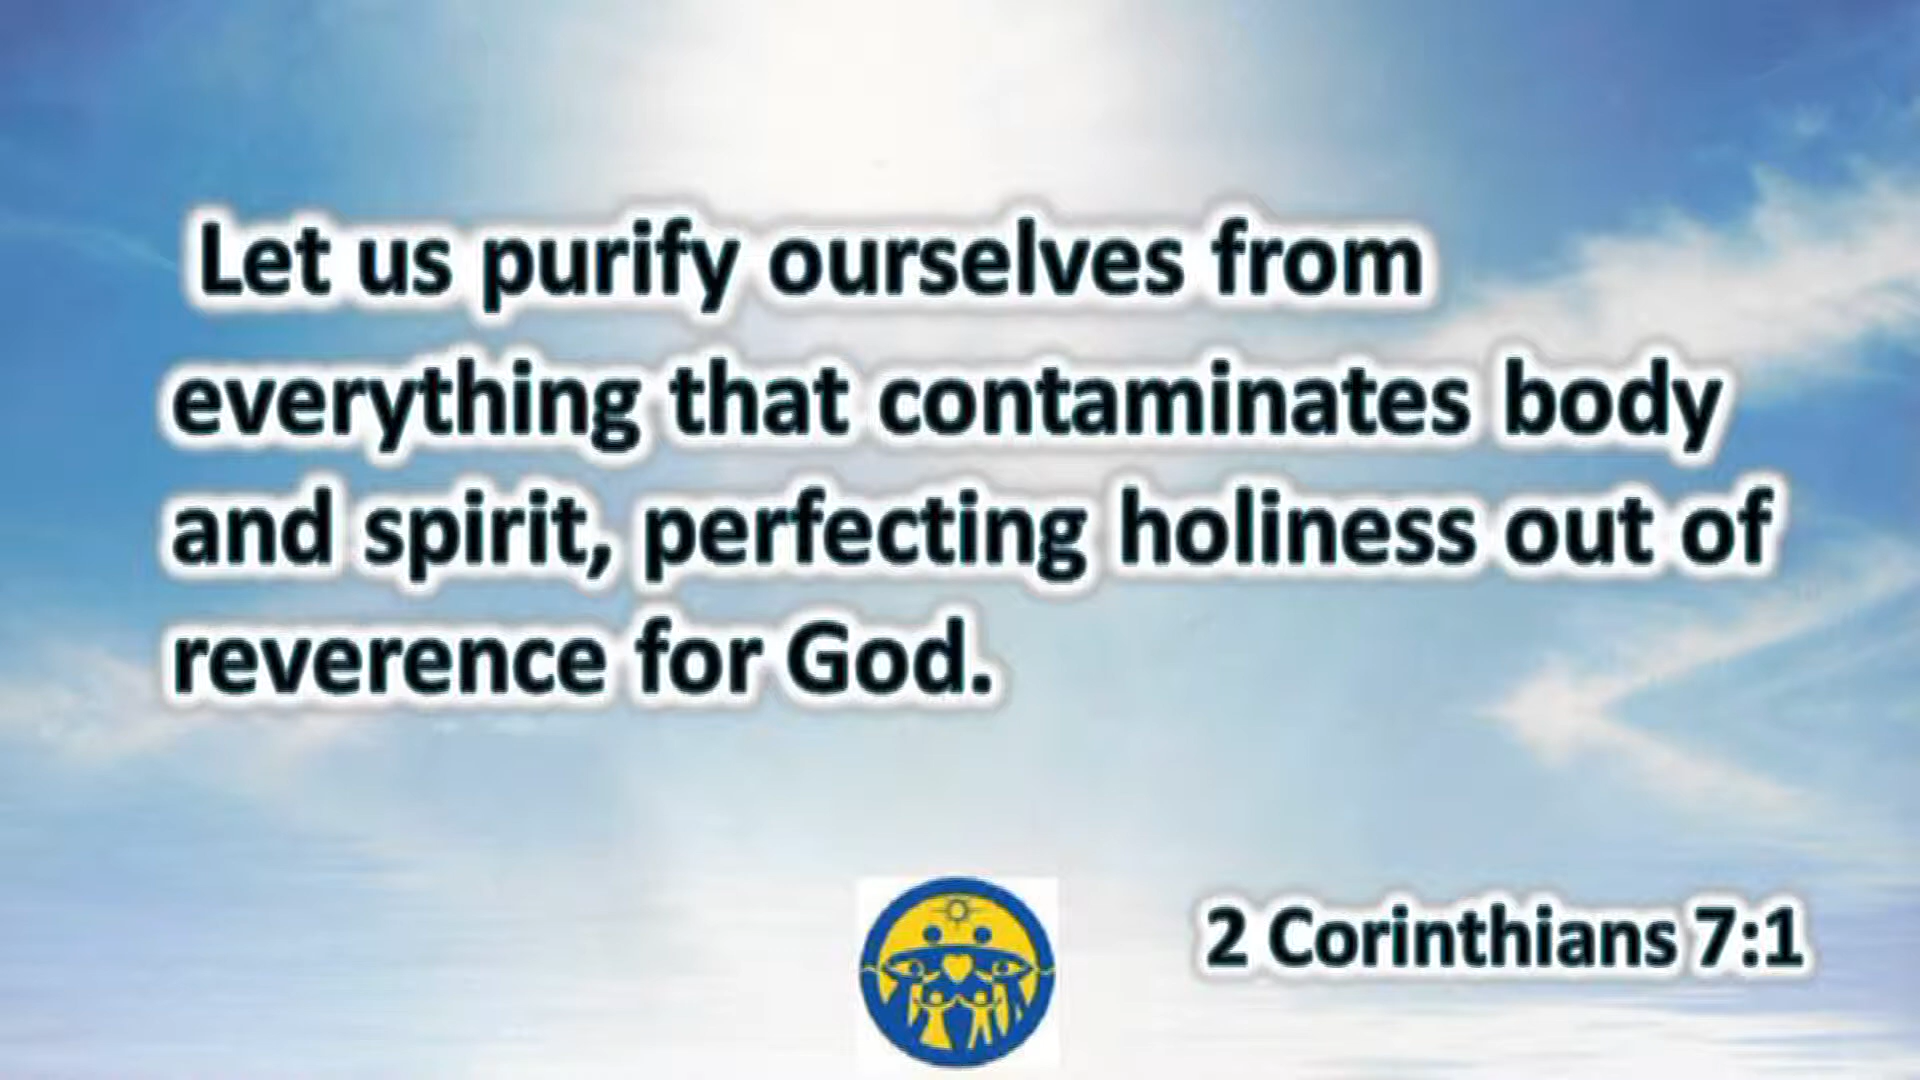 Let us purify ourselves from
everything that contaminates body
and spirit, perfecting holiness out of
reverence for God.
2 Corinthians 7:1